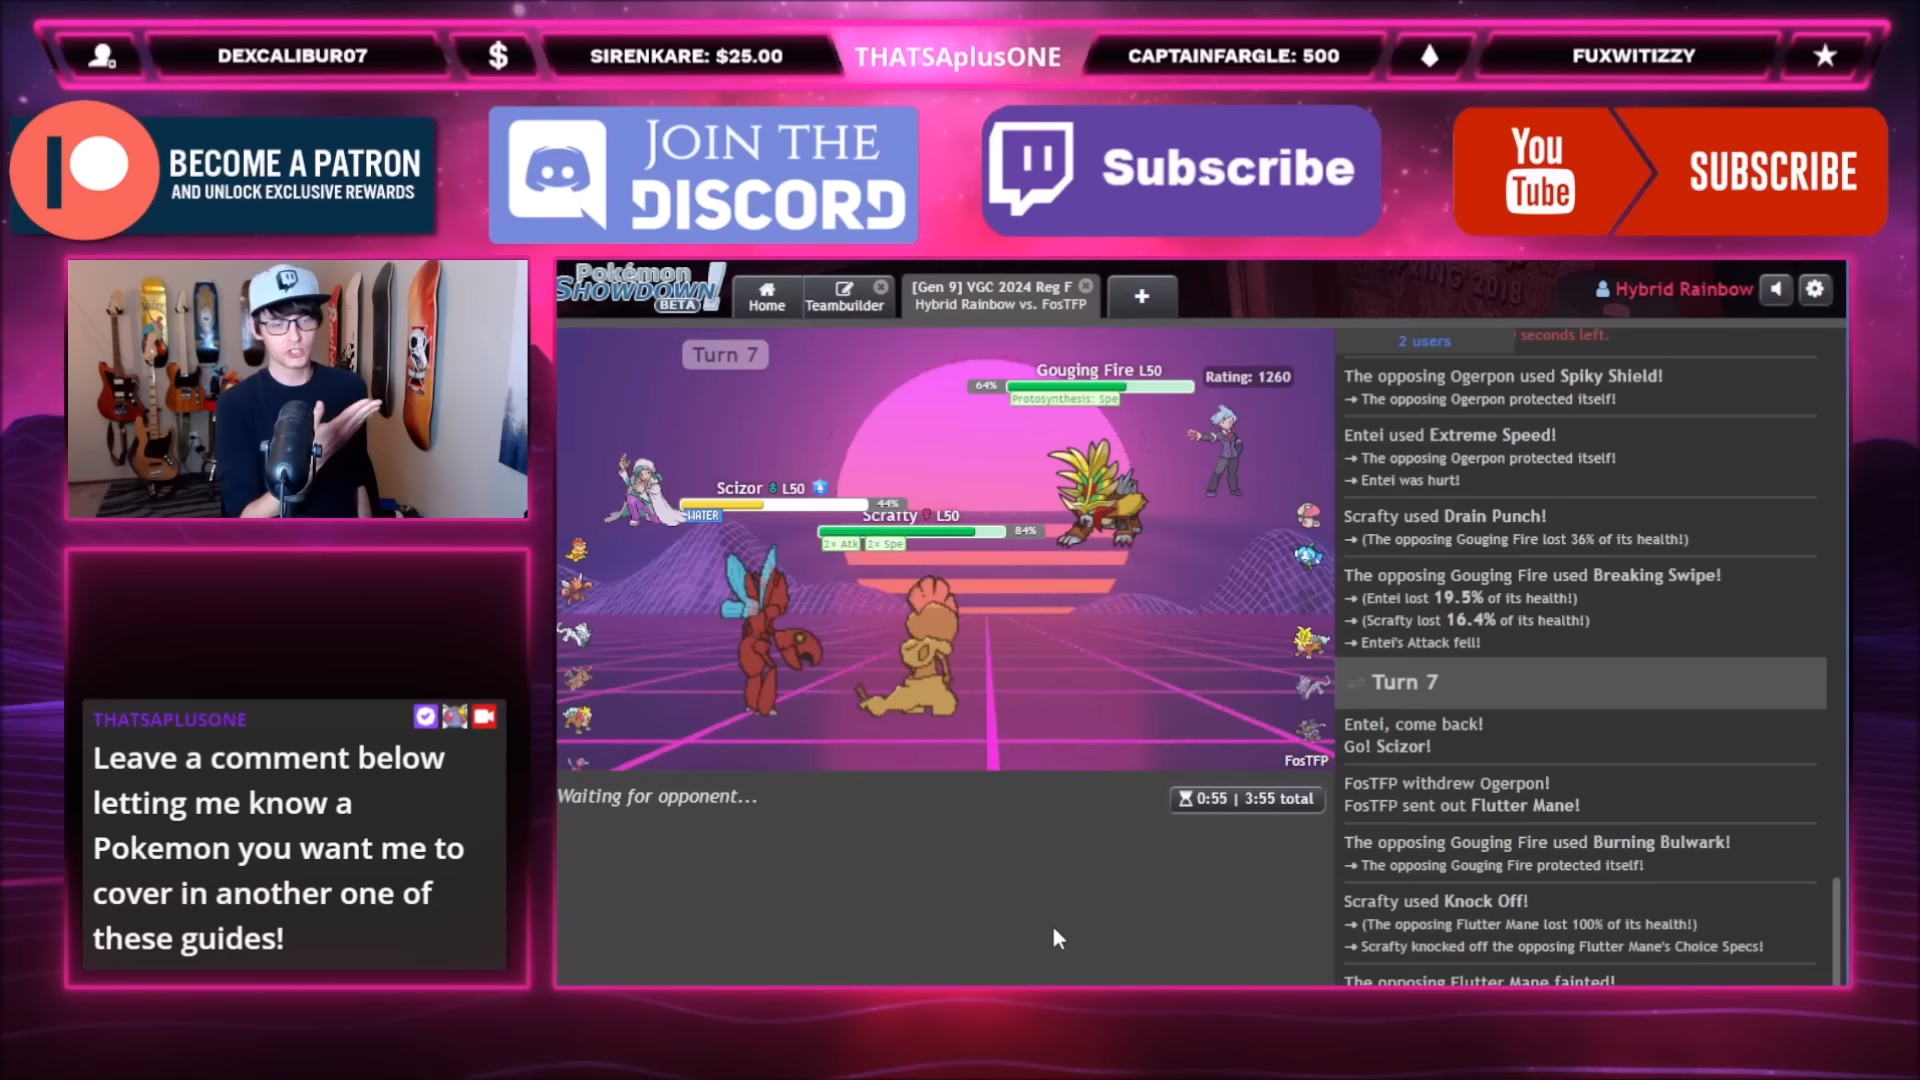 DEXCALIBUR07
$
SIRENKARE: $25.00
THATSAplusONE
CAPTAINFARGLE: 500
FUXWITIZZY
BECOME A PATRON
AND UNLOCK EXCLUSIVE REWARDS
JOIN THE
DISCORD
Subscribe
You
Tube
SUBSCRIBE
Pokémon
SHOWDOWN!
BETA
Home
Teambuilder
[Gen 9] VGC 2024 Reg F
Hybrid Rainbow vs. FosTFP
+
SPRING 2018
Hybrid Rainbow
Turn 7
Gouging Fire L50
64%
Rating: 1260
Protosynthesis: Spe
Scizor L50
44%
WATER
Scrafty L50
84%
2× Atk 2× Spe
FosTFP
Waiting for opponent...
0:55 | 3:55 total
2 users
seconds left.
The opposing Ogerpon used Spiky Shield!
→ The opposing Ogerpon protected itself!
Entei used Extreme Speed!
→ The opposing Ogerpon protected itself!
→ Entei was hurt!
Scrafty used Drain Punch!
→ (The opposing Gouging Fire lost 36% of its health!)
The opposing Gouging Fire used Breaking Swipe!
→ (Entei lost 19.5% of its health!)
→ (Scrafty lost 16.4% of its health!)
→ Entei's Attack fell!
Turn 7
Entei, come back!
Go! Scizor!
FosTFP withdrew Ogerpon!
FosTFP sent out Flutter Mane!
The opposing Gouging Fire used Burning Bulwark!
→ The opposing Gouging Fire protected itself!
Scrafty used Knock Off!
→ (The opposing Flutter Mane lost 100% of its health!)
→ Scrafty knocked off the opposing Flutter Mane's Choice Specs!
The opposing Flutter Mane fainted!
THATSAPLUSONE
Leave a comment below
letting me know a
Pokemon you want me to
cover in another one of
these guides!